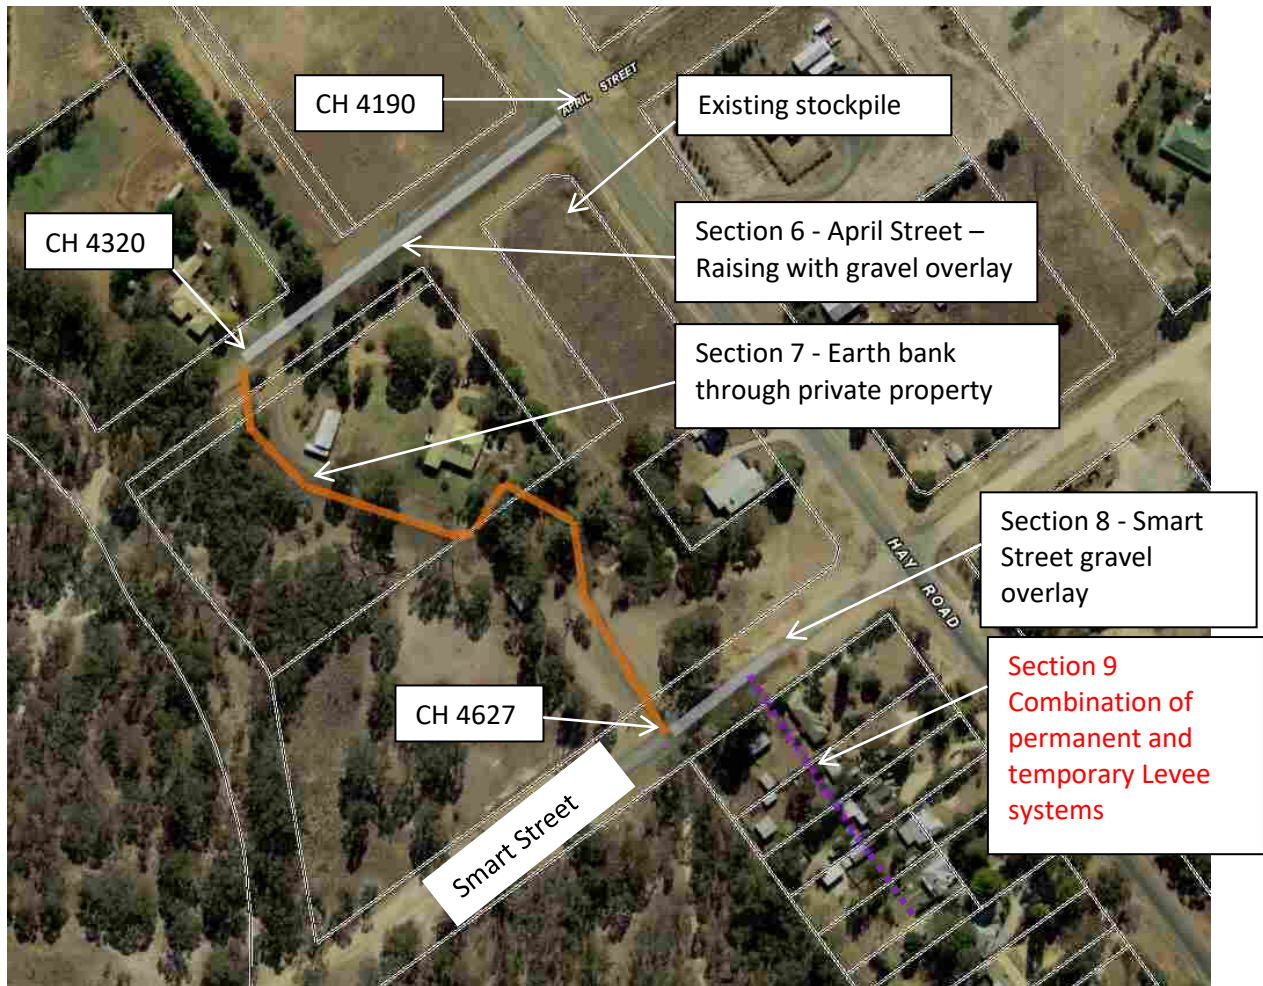 APRIL STREET
CH 4190
Existing stockpile
CH 4320
Section 6 - April Street –
Raising with gravel overlay
Section 7 - Earth bank
through private property
Section 8 - Smart
Street gravel
overlay
HAY ROAD
Section 9
Combination of
permanent and
temporary Levee
systems
CH 4627
Smart Street